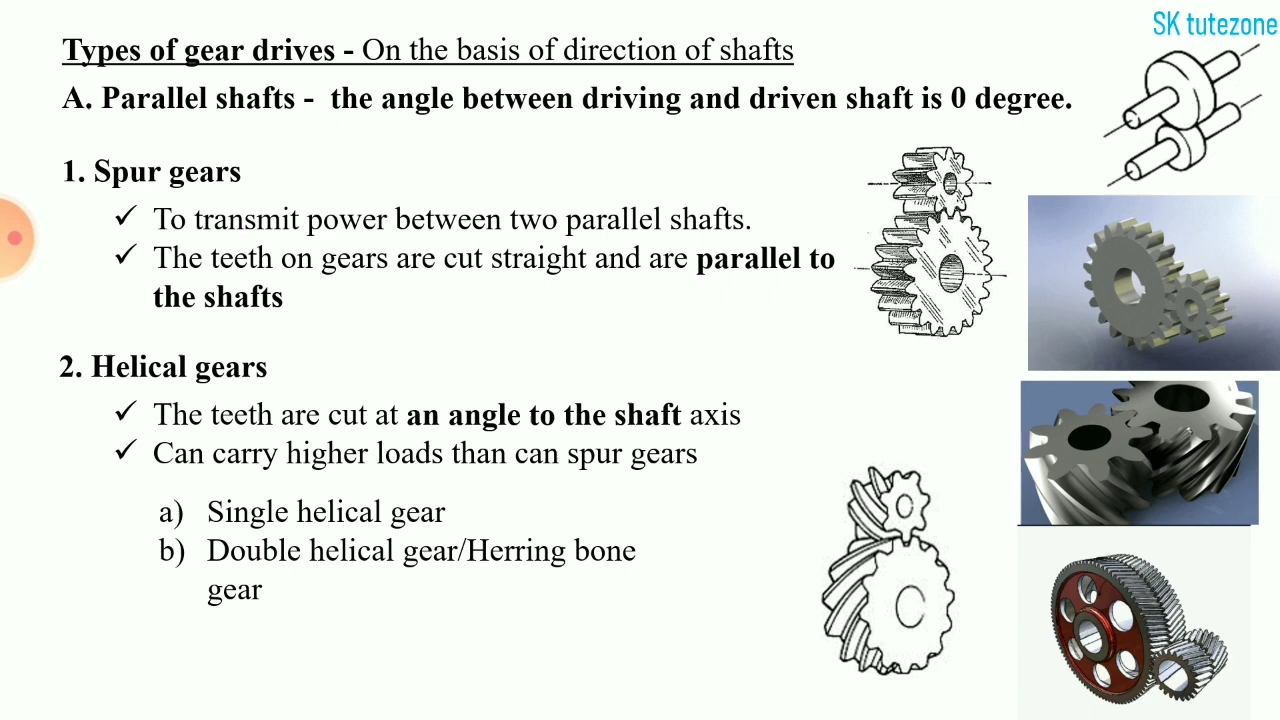 SK tutezone
Types of gear drives - On the basis of direction of shafts
A. Parallel shafts - the angle between driving and driven shaft is 0 degree.
1. Spur gears
✓ To transmit power between two parallel shafts.
✓ The teeth on gears are cut straight and are parallel to
the shafts
2. Helical gears
✓ The teeth are cut at an angle to the shaft axis
✓ Can carry higher loads than can spur gears
a) Single helical gear
b) Double helical gear/Herring bone
gear